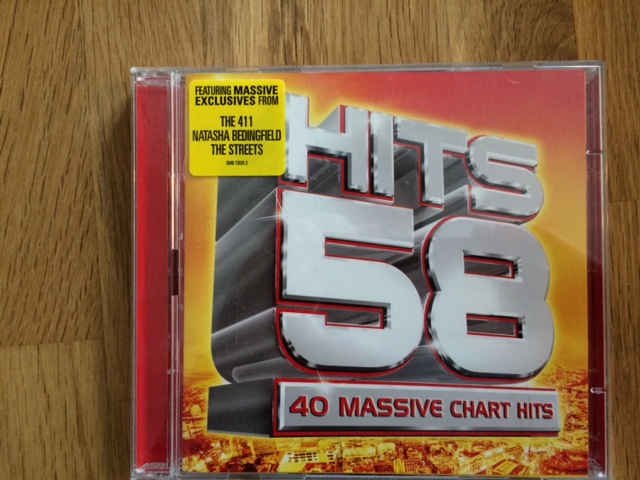 FEATURING MASSIVE
EXCLUSIVES FROM
THE 411
NATASHA BEDINGFIELD
THE STREETS
HITS
58
40 MASSIVE CHART HITS